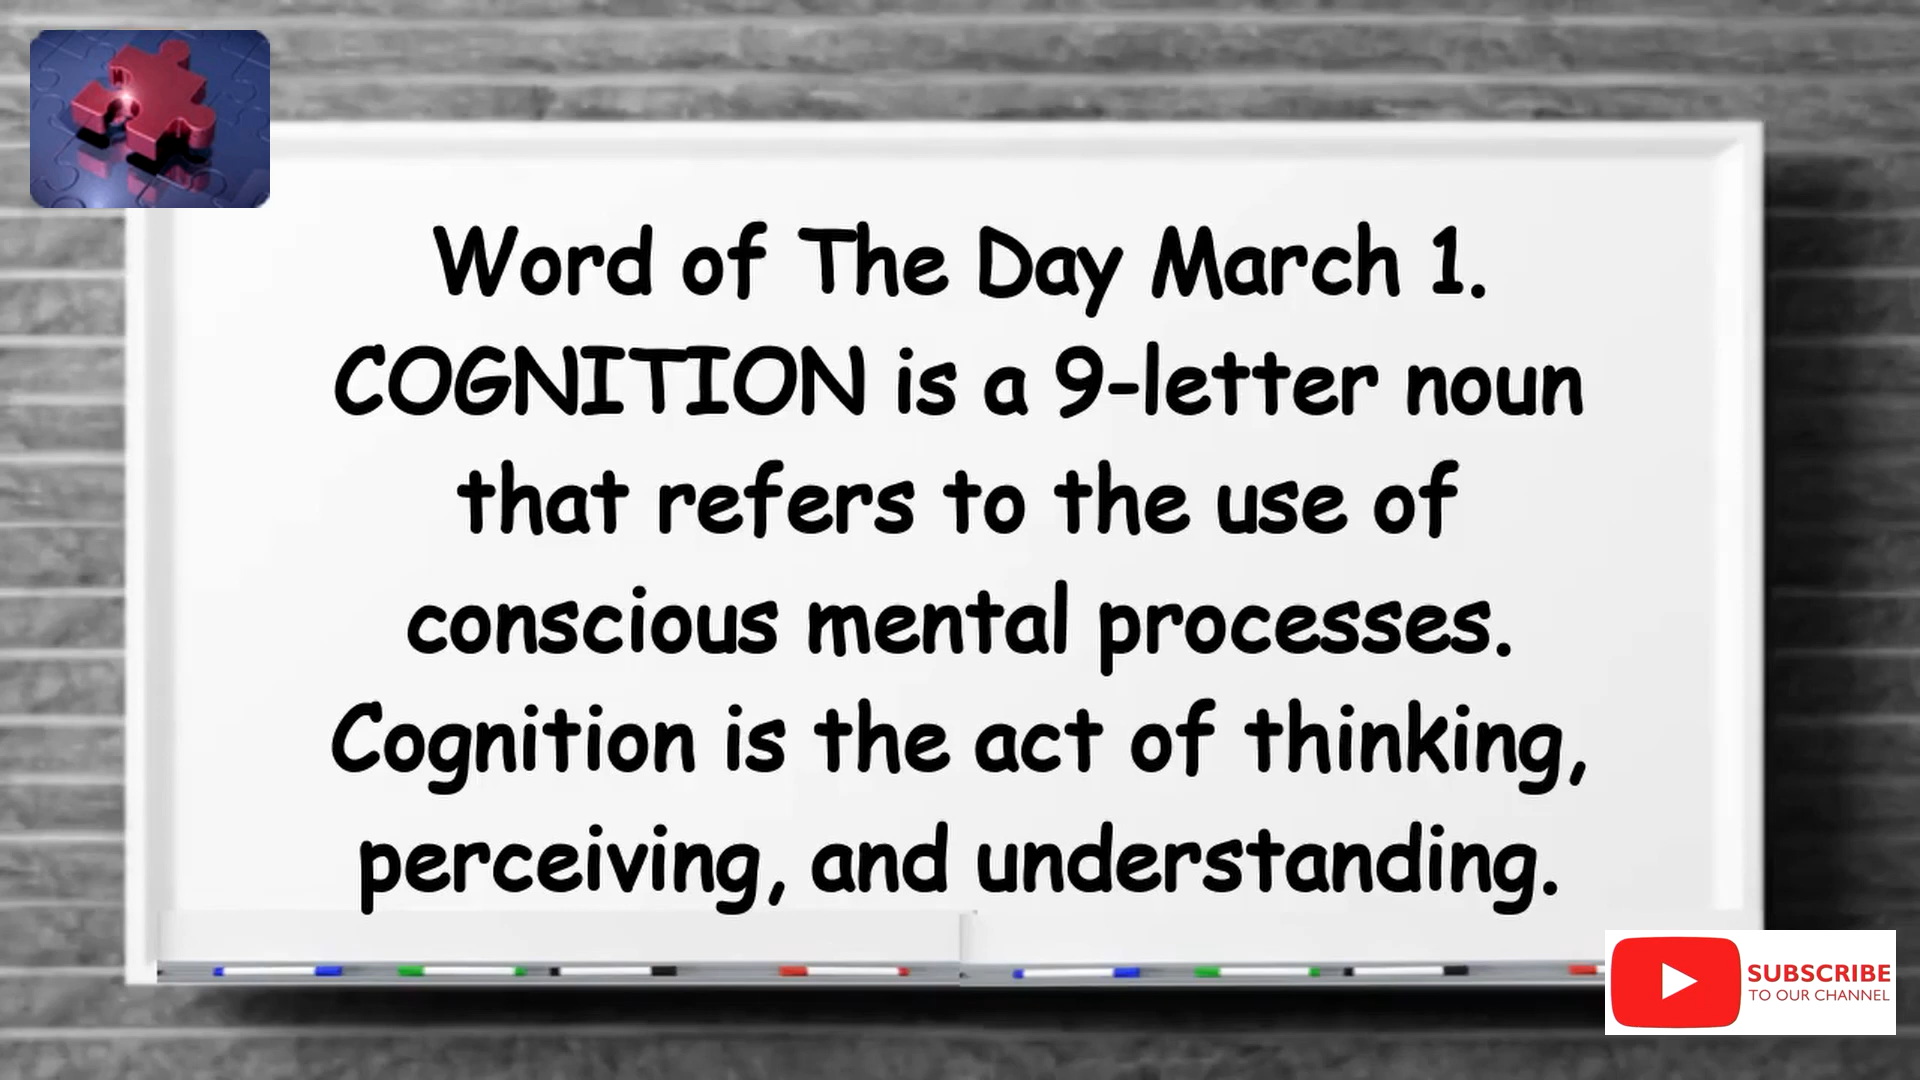 Word of The Day March 1.
COGNITION is a 9-letter noun
that refers to the use of
conscious mental processes.
Cognition is the act of thinking,
perceiving, and understanding.
SUBSCRIBE
TO OUR CHANNEL